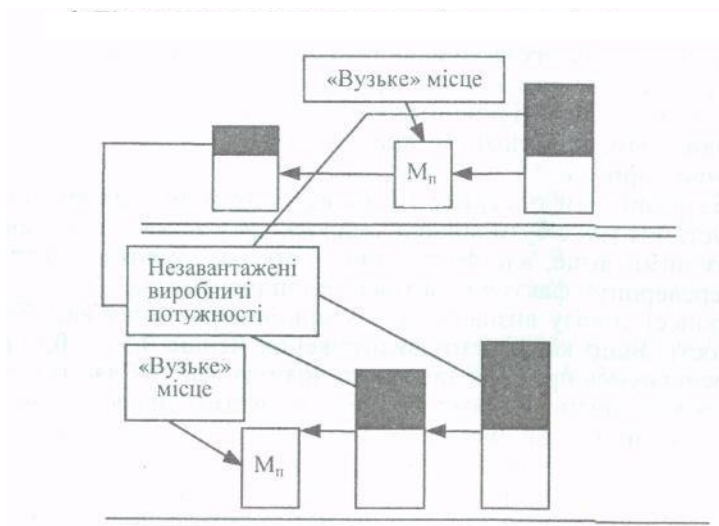 «Вузьке» місце
Мп
Незавантажені
виробничі
потужності
«Вузьке»
місце
Мп